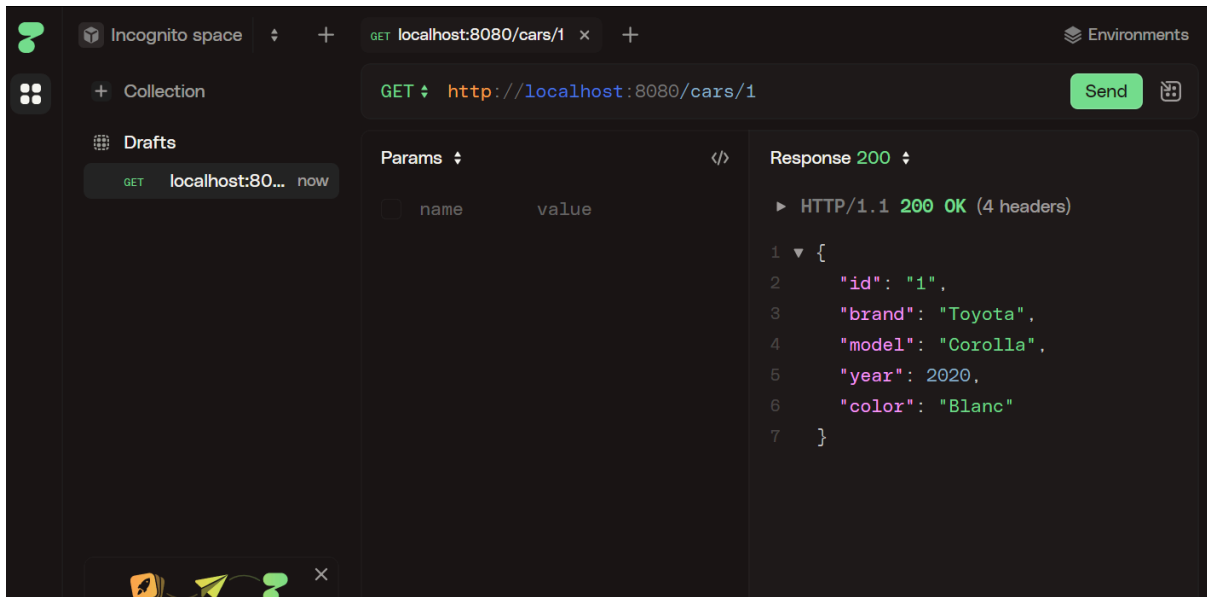 Incognito space
GET localhost:8080/cars/1
Environments
Collection
GET http://localhost:8080/cars/1
Send
Drafts
GET localhost:80... now
Params
</>
name value
Response 200
HTTP/1.1 200 OK (4 headers)
1 {
2 "id": "1",
3 "brand": "Toyota",
4 "model": "Corolla",
5 "year": 2020,
6 "color": "Blanc"
7 }